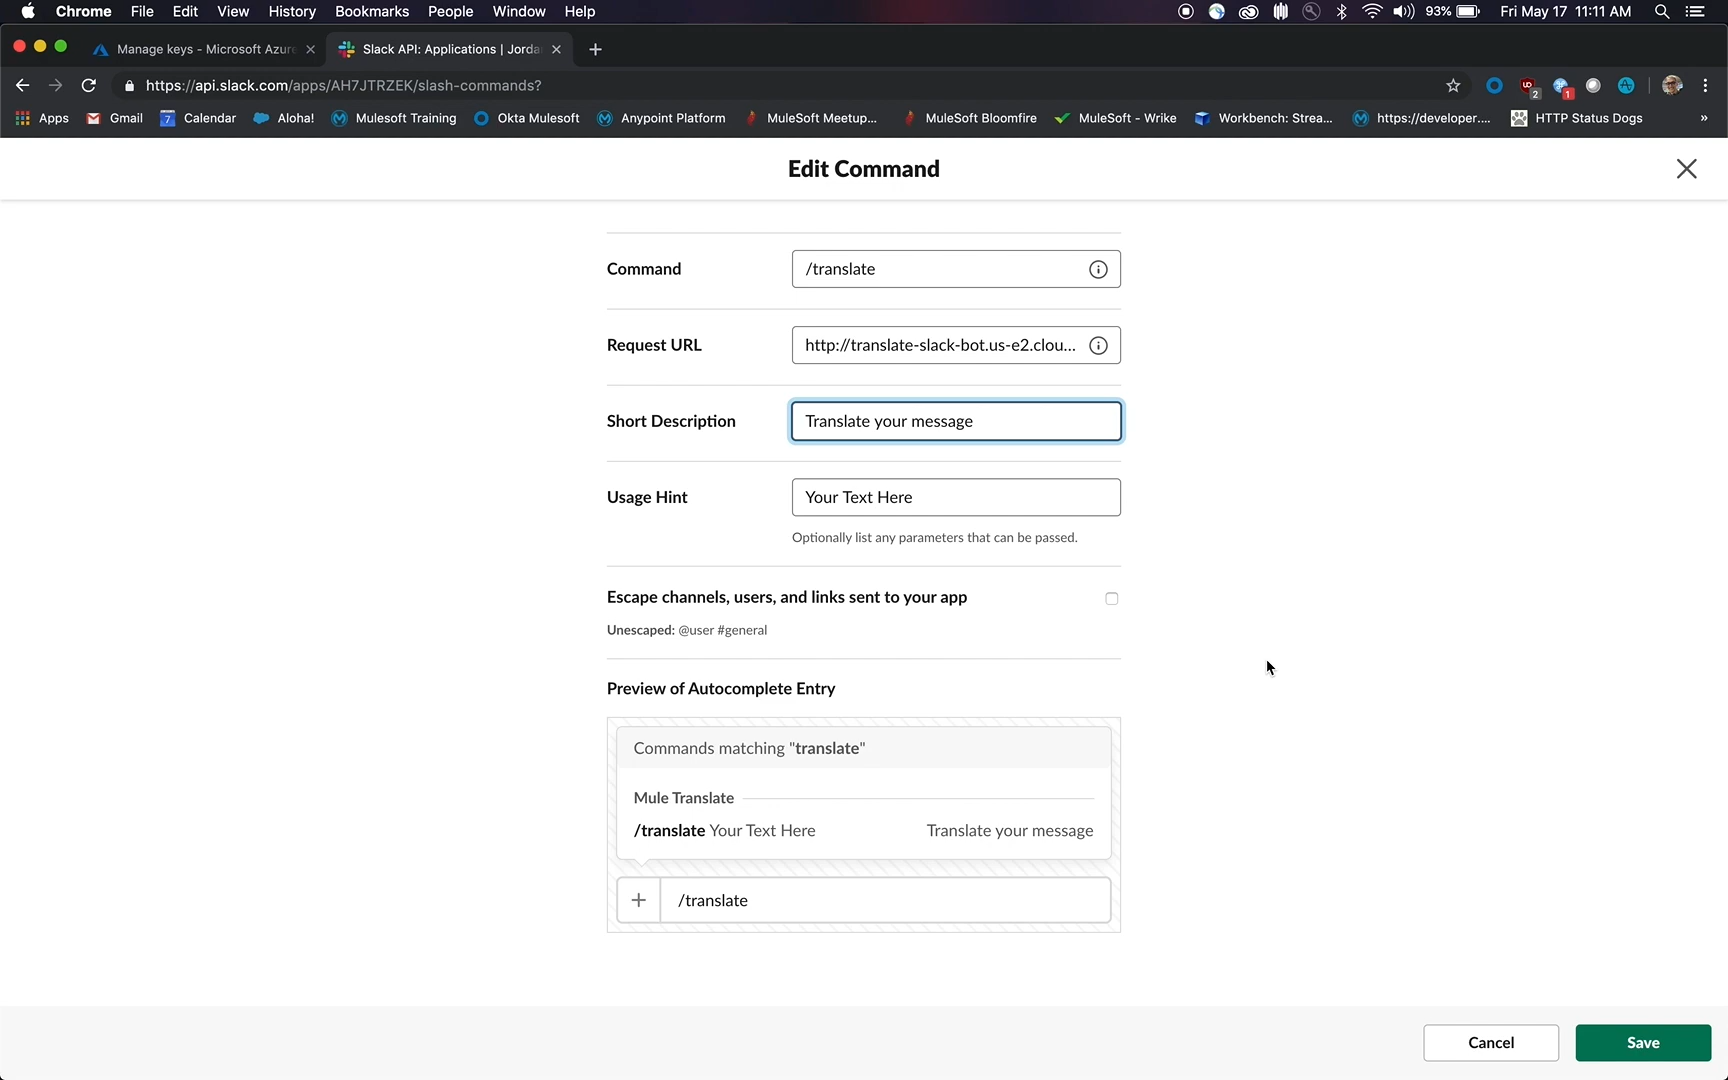 Chrome File Edit View History Bookmarks People Window Help 93% Fri May 17 11:11 AM
Manage keys - Microsoft Azure Slack API: Applications | Jorda
https://api.slack.com/apps/AH7JTRZEK/slash-commands?
2 1
Apps Gmail 7 Calendar Aloha! Mulesoft Training Okta Mulesoft Anypoint Platform MuleSoft Meetup... MuleSoft Bloomfire MuleSoft - Wrike Workbench: Strea... https://developer.... HTTP Status Dogs »
Edit Command
Command /translate
Request URL http://translate-slack-bot.us-e2.clou...
Short Description Translate your message
Usage Hint Your Text Here
Optionally list any parameters that can be passed.
Escape channels, users, and links sent to your app
Unescaped: @user #general
Preview of Autocomplete Entry
Commands matching "translate"
Mule Translate
/translate Your Text Here Translate your message
+ /translate
Cancel Save